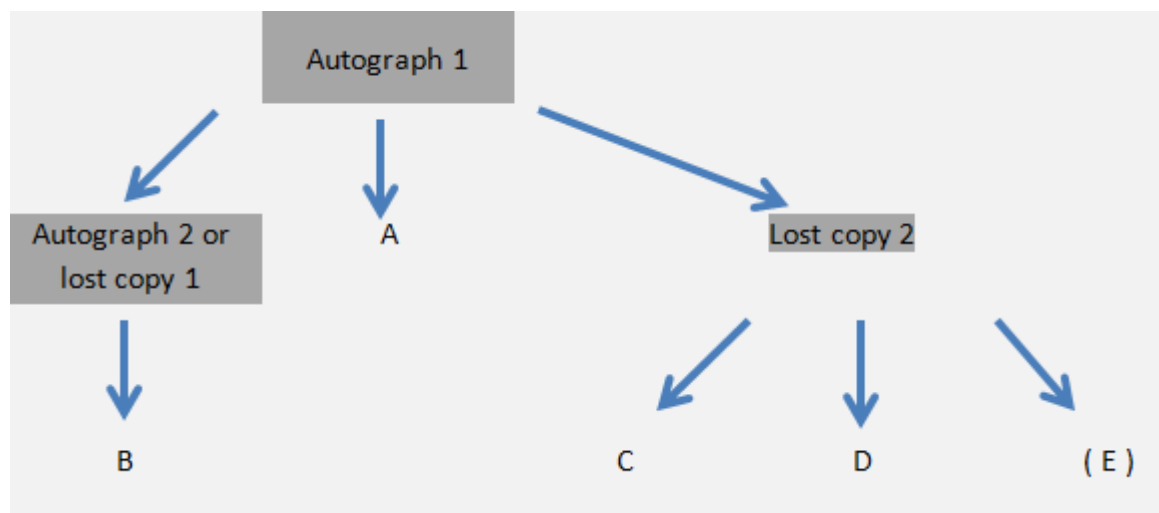 Autograph 1
Autograph 2 or
lost copy 1
A
Lost copy 2
B
C
D
( E )